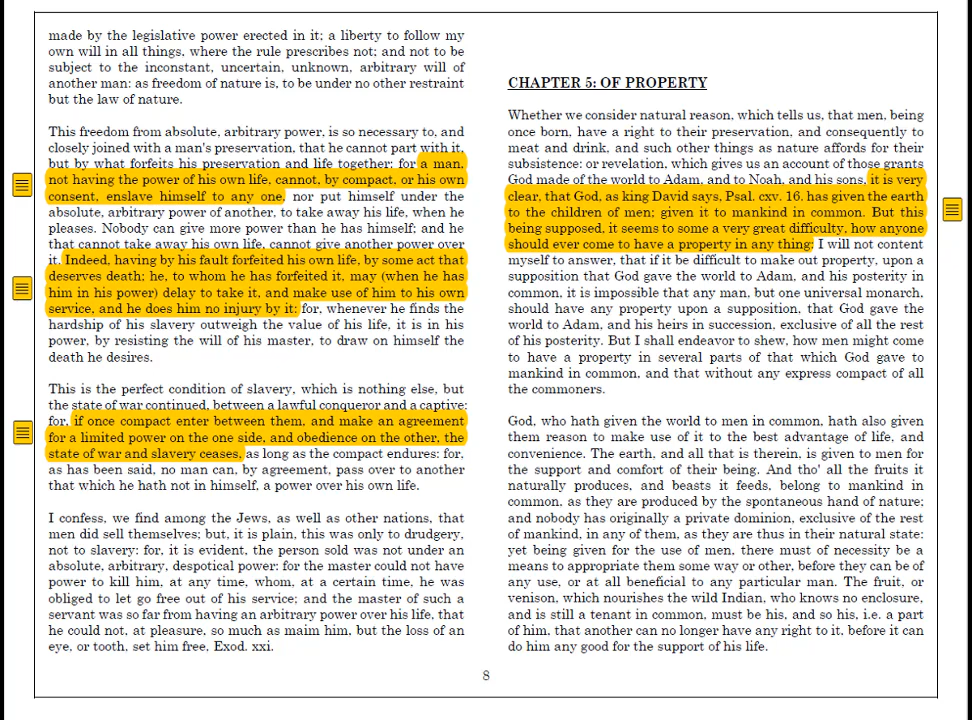 made by the legislative power erected in it; a liberty to follow my
own will in all things, where the rule prescribes not; and not to be
subject to the inconstant, uncertain, unknown, arbitrary will of
another man: as freedom of nature is, to be under no other restraint
but the law of nature.
This freedom from absolute, arbitrary power, is so necessary to, and
closely joined with a man's preservation, that he cannot part with it,
but by what forfeits his preservation and life together: for a man,
not having the power of his own life, cannot, by compact, or his own
consent, enslave himself to any one, nor put himself under the
absolute, arbitrary power of another, to take away his life, when he
pleases. Nobody can give more power than he has himself; and he
that cannot take away his own life, cannot give another power over
it. Indeed, having by his fault forfeited his own life, by some act that
deserves death; he, to whom he has forfeited it, may (when he has
him in his power) delay to take it, and make use of him to his own
service, and he does him no injury by it: for, whenever he finds the
hardship of his slavery outweigh the value of his life, it is in his
power, by resisting the will of his master, to draw on himself the
death he desires.
This is the perfect condition of slavery, which is nothing else, but
the state of war continued, between a lawful conqueror and a captive:
for, if once compact enter between them, and make an agreement
for a limited power on the one side, and obedience on the other, the
state of war and slavery ceases, as long as the compact endures: for,
as has been said, no man can, by agreement, pass over to another
that which he hath not in himself, a power over his own life.
I confess, we find among the Jews, as well as other nations, that
men did sell themselves; but, it is plain, this was only to drudgery,
not to slavery: for, it is evident, the person sold was not under an
absolute, arbitrary, despotical power: for the master could not have
power to kill him, at any time, whom, at a certain time, he was
obliged to let go free out of his service; and the master of such a
servant was so far from having an arbitrary power over his life, that
he could not, at pleasure, so much as maim him, but the loss of an
eye, or tooth, set him free, Exod. xxi.
CHAPTER 5: OF PROPERTY
Whether we consider natural reason, which tells us, that men, being
once born, have a right to their preservation, and consequently to
meat and drink, and such other things as nature affords for their
subsistence: or revelation, which gives us an account of those grants
God made of the world to Adam, and to Noah, and his sons, it is very
clear, that God, as king David says, Psal. cxv. 16. has given the earth
to the children of men; given it to mankind in common. But this
being supposed, it seems to some a very great difficulty, how anyone
should ever come to have a property in any thing: I will not content
myself to answer, that if it be difficult to make out property, upon a
supposition that God gave the world to Adam, and his posterity in
common, it is impossible that any man, but one universal monarch,
should have any property upon a supposition, that God gave the
world to Adam, and his heirs in succession, exclusive of all the rest
of his posterity. But I shall endeavor to shew, how men might come
to have a property in several parts of that which God gave to
mankind in common, and that without any express compact of all
the commoners.
God, who hath given the world to men in common, hath also given
them reason to make use of it to the best advantage of life, and
convenience. The earth, and all that is therein, is given to men for
the support and comfort of their being. And tho' all the fruits it
naturally produces, and beasts it feeds, belong to mankind in
common, as they are produced by the spontaneous hand of nature;
and nobody has originally a private dominion, exclusive of the rest
of mankind, in any of them, as they are thus in their natural state:
yet being given for the use of men, there must of necessity be a
means to appropriate them some way or other, before they can be of
any use, or at all beneficial to any particular man. The fruit, or
venison, which nourishes the wild Indian, who knows no enclosure,
and is still a tenant in common, must be his, and so his, i.e. a part
of him, that another can no longer have any right to it, before it can
do him any good for the support of his life.
8